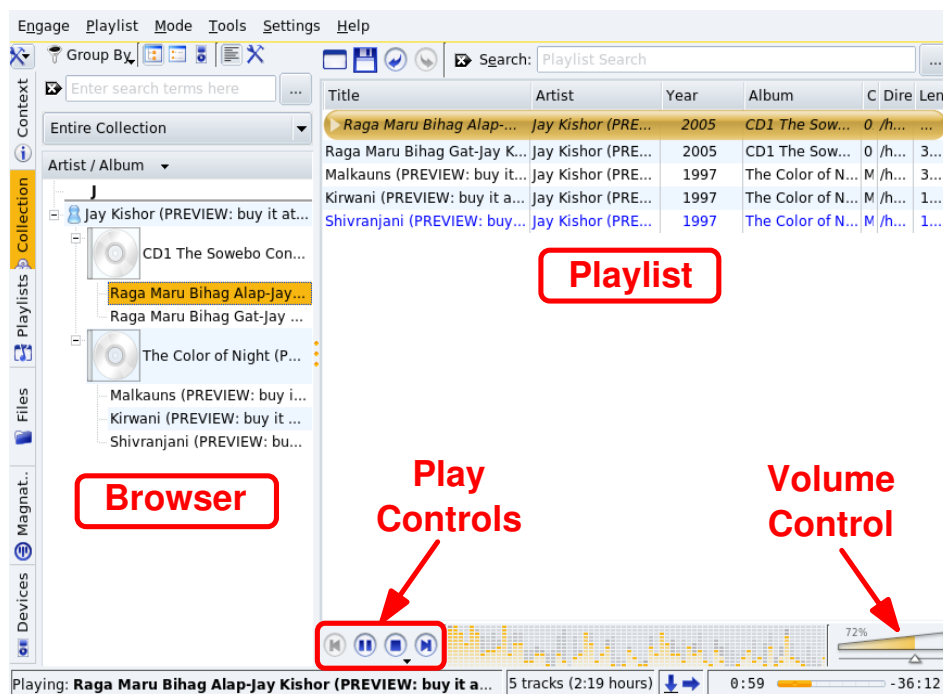 Engage Playlist Mode Tools Settings Help
Group By
Search: Playlist Search ...
Enter search terms here ...
Entire Collection
Artist / Album
J
Jay Kishor (PREVIEW: buy it at...
CD1 The Sowebo Con...
Raga Maru Bihag Alap-Jay...
Raga Maru Bihag Gat-Jay ...
The Color of Night (P...
Malkauns (PREVIEW: buy i...
Kirwani (PREVIEW: buy it ...
Shivranjani (PREVIEW: bu...
Browser
Context
Collection
Playlists
Files
Magnat..
Devices
Title Artist Year Album C Dire Len
Raga Maru Bihag Alap-... Jay Kishor (PRE... 2005 CD1 The Sow... 0 /h... ...
Raga Maru Bihag Gat-Jay K... Jay Kishor (PRE... 2005 CD1 The Sow... 0 /h... 3...
Malkauns (PREVIEW: buy it... Jay Kishor (PRE... 1997 The Color of N... M /h... 3...
Kirwani (PREVIEW: buy it a... Jay Kishor (PRE... 1997 The Color of N... M /h... 1...
Shivranjani (PREVIEW: buy... Jay Kishor (PRE... 1997 The Color of N... M /h... 1...
Playlist
Play
Controls
Volume
Control
72%
Playing: Raga Maru Bihag Alap-Jay Kishor (PREVIEW: buy it a... 5 tracks (2:19 hours) 0:59 -36:12